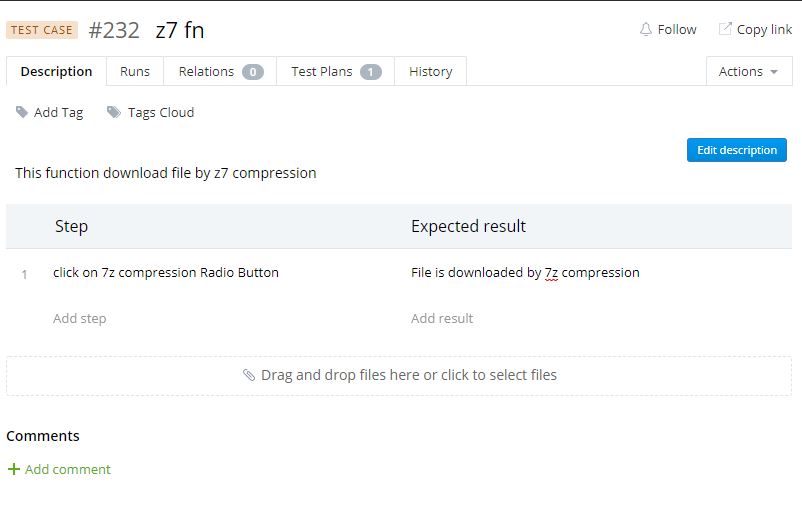 TEST CASE #232 z7 fn Follow Copy link
Description Runs Relations 0 Test Plans 1 History Actions
Add Tag Tags Cloud
Edit description
This function download file by z7 compression
Step Expected result
1 click on 7z compression Radio Button File is downloaded by 7z compression
Add step Add result
Drag and drop files here or click to select files
Comments
Add comment